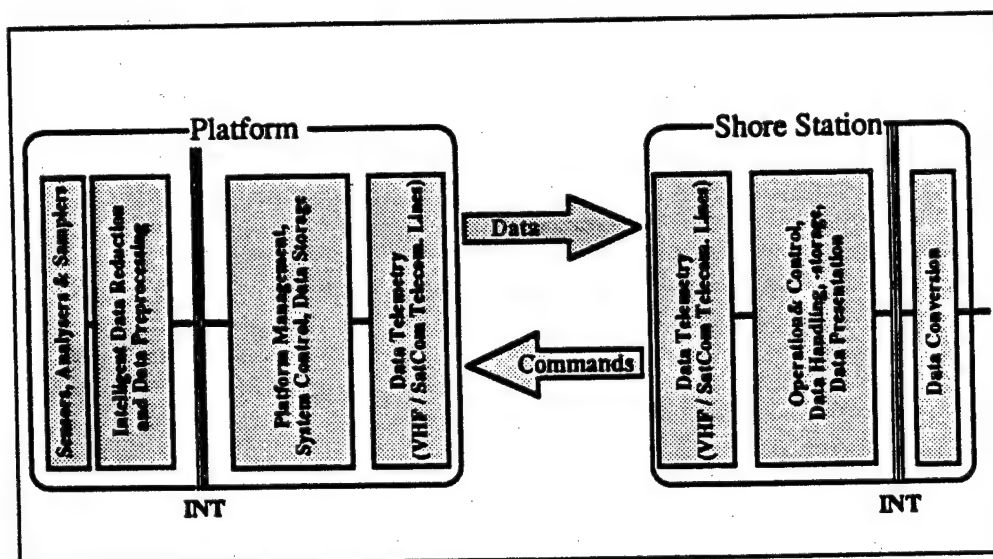 Platform
Sensors, Analysers & Samplers
Intelligent Data Reduction
and Data Preprocessing
Platform Management,
System Control, Data Storage
Data Telemetry
(VHF / SatCom Telecom. Lines)
INT
Data
Commands
Shore Station
Data Telemetry
(VHF / SatCom Telecom. Lines)
Operation& Control,
Data Handling, -storage,
Data Presentation
Data Conversion
INT